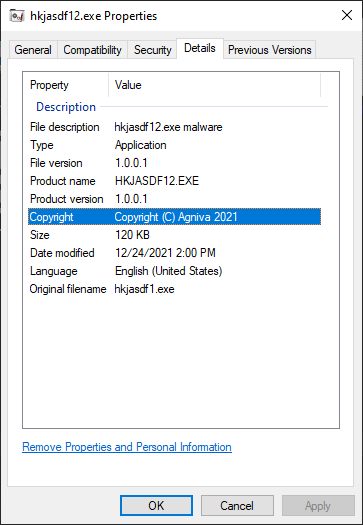 hkjasdf12.exe Properties
General Compatibility Security Details Previous Versions
Property Value
Description
File description hkjasdf12.exe malware
Type Application
File version 1.0.0.1
Product name HKJASDF12.EXE
Product version 1.0.0.1
Copyright Copyright (C) Agniva 2021
Size 120 KB
Date modified 12/24/2021 2:00 PM
Language English (United States)
Original filename hkjasdf1.exe
Remove Properties and Personal Information
OK Cancel Apply